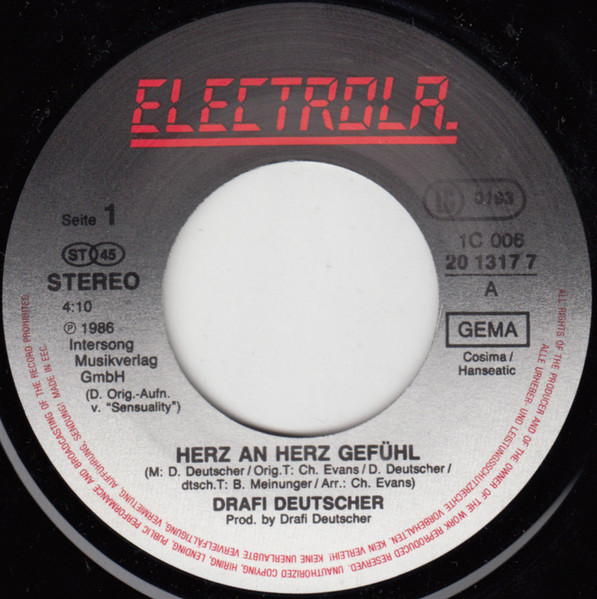 ELECTROLA.
Seite 1
ST 45
STEREO
4:10
℗ 1986
Intersong
Musikverlag
GmbH
(D. Orig.-Aufn.
v. "Sensuality")
LC 0193
1C 006
20 1317 7
A
GEMA
Cosima/
Hanseatic
HERZ AN HERZ GEFÜHL
(M: D. Deutscher/Orig.T: Ch. Evans/D. Deutscher/
dtsch.T: B. Meinunger/Arr.: Ch. Evans)
DRAFI DEUTSCHER
Prod. by Drafi Deutscher
ALL RIGHTS OF THE PRODUCER AND OF THE OWNER OF THE WORK REPRODUCED RESERVED. UNAUTHORIZED COPYING, HIRING, LENDING, PUBLIC PERFORMANCE AND BROADCASTING OF THE RECORD PROHIBITED.
ALLE URHEBER- UND LEISTUNGSSCHUTZRECHTE VORBEHALTEN. KEIN VERLEIH! KEINE UNERLAUBTE VERVIELFÄLTIGUNG, VERMIETUNG, AUFFÜHRUNG, SENDUNG! MADE IN EEC.